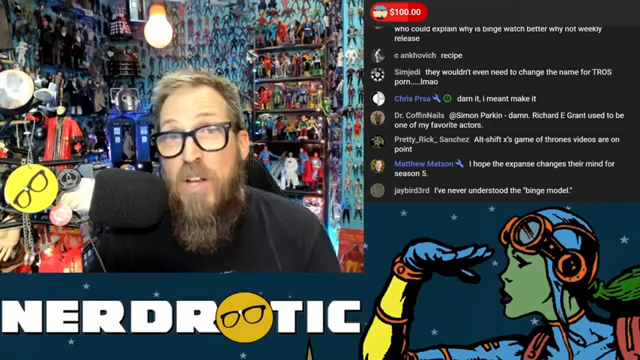 $100.00
who could explain why is binge watch better why not weekly
release
c ankhovich recipe
Simjedi they wouldn't even need to change the name for TROS
porn.....lmao
Chris Prsa darn it, i meant make it
Dr. CoffinNails @Simon Parkin - damn. Richard E Grant used to be
one of my favorite actors.
Pretty_Rick_Sanchez Alt-shift x's game of thrones videos are on
point
Matthew Matson I hope the expanse changes their mind for
season 5.
jaybird3rd I've never understood the "binge model."
NERDROTIC